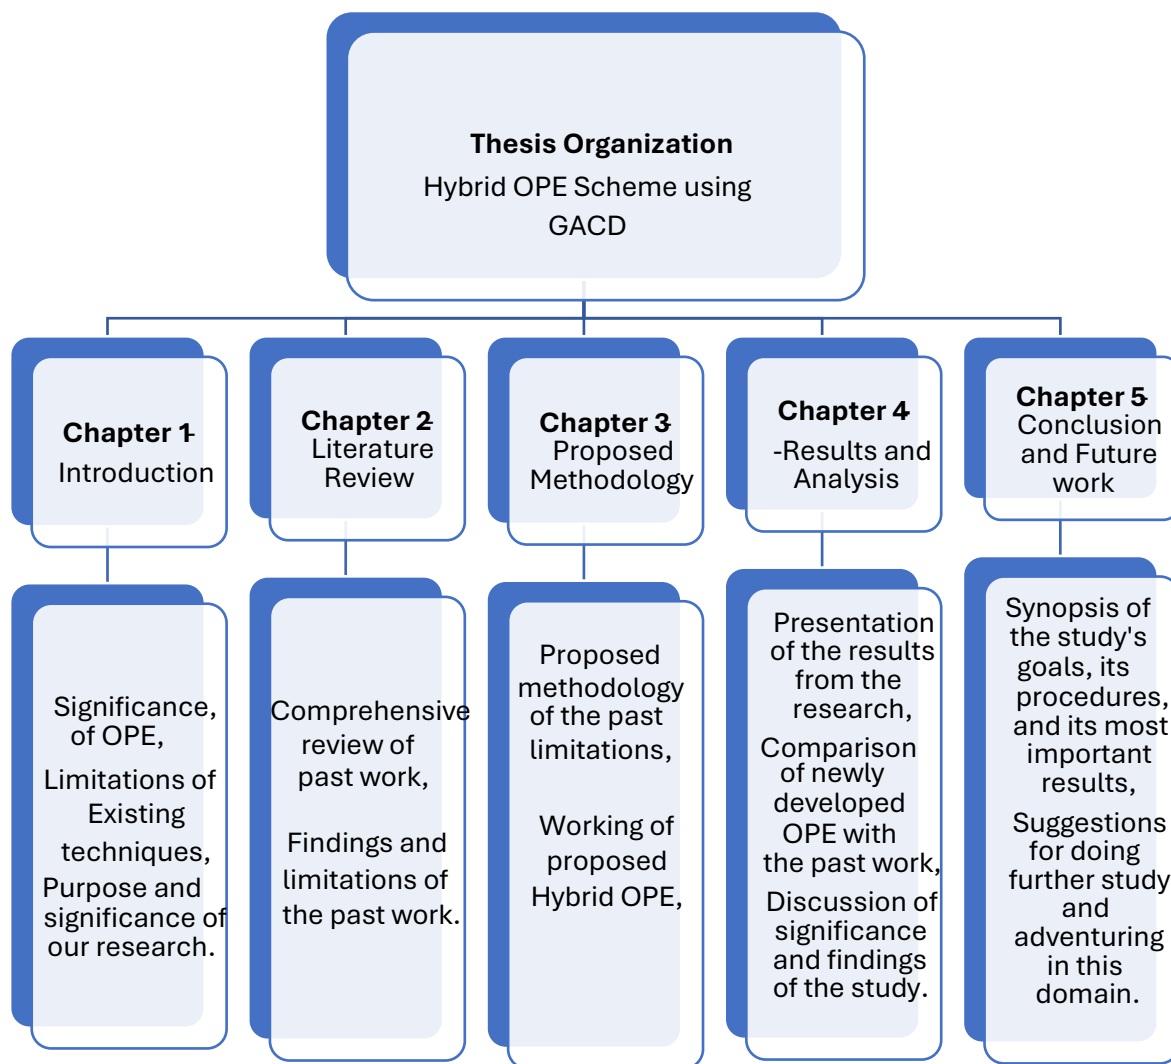 Thesis Organization
Hybrid OPE Scheme using
GACD
Chapter 1-
Introduction
Chapter 2-
Literature
Review
Chapter 3-
Proposed
Methodology
Chapter 4-
-Results and
Analysis
Chapter 5-
Conclusion
and Future
work
Significance,
of OPE,
Limitations of
Existing
techniques,
Purpose and
significance of
our research.
Comprehensive
review of
past work,
Findings and
limitations of
the past work.
Proposed
methodology
of the past
limitations,
Working of
proposed
Hybrid OPE,
Presentation
of the results
from the
research,
Comparison
of newly
developed
OPE with
the past work,
Discussion of
significance
and findings
of the study.
Synopsis of
the study's
goals, its
procedures,
and its most
important
results,
Suggestions
for doing
further study
and
adventuring
in this
domain.